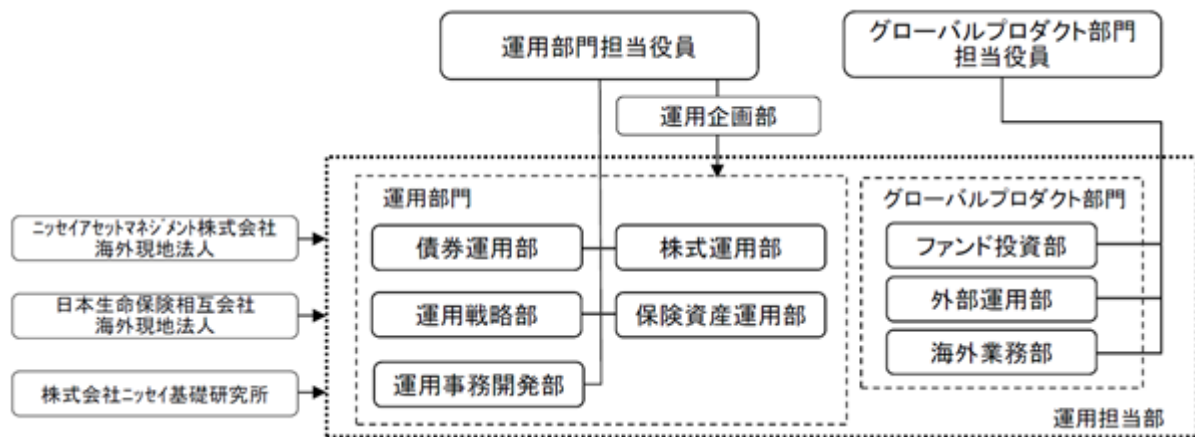 運用部門担当役員
グローバルプロダクト部門
担当役員
運用企画部
運用部門
グローバルプロダクト部門
ニッセイアセットマネジメント株式会社
海外現地法人
債券運用部
株式運用部
ファンド投資部
日本生命保険相互会社
海外現地法人
運用戦略部
保険資産運用部
外部運用部
海外業務部
株式会社ニッセイ基礎研究所
運用事務開発部
運用担当部